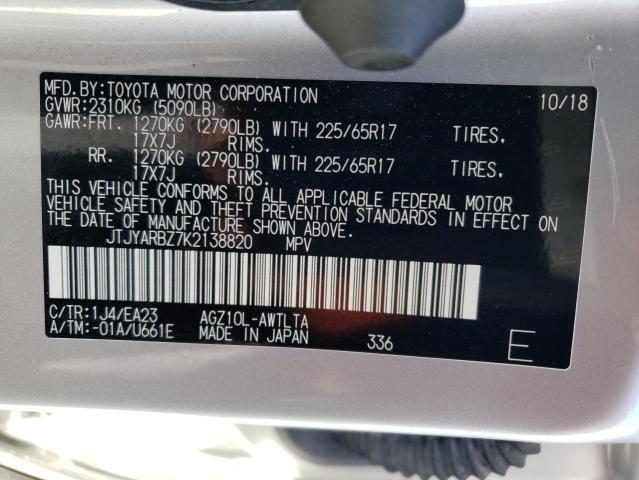 MFD.BY:TOYOTA MOTOR CORPORATION 10/18
GVWR:2310KG (5090LB)
GAWR:FRT. 1270KG (2790LB) WITH 225/65R17 TIRES,
17X7J RIMS.
RR. 1270KG (2790LB) WITH 225/65R17 TIRES,
17X7J RIMS.
THIS VEHICLE CONFORMS TO ALL APPLICABLE FEDERAL MOTOR
VEHICLE SAFETY AND THEFT PREVENTION STANDARDS IN EFFECT ON
THE DATE OF MANUFACTURE SHOWN ABOVE.
JTJYARBZ7K2138820 MPV
C/TR:1J4/EA23 AGZ10L-AWTLTA
A/TM:-01A/U661E MADE IN JAPAN 336 E